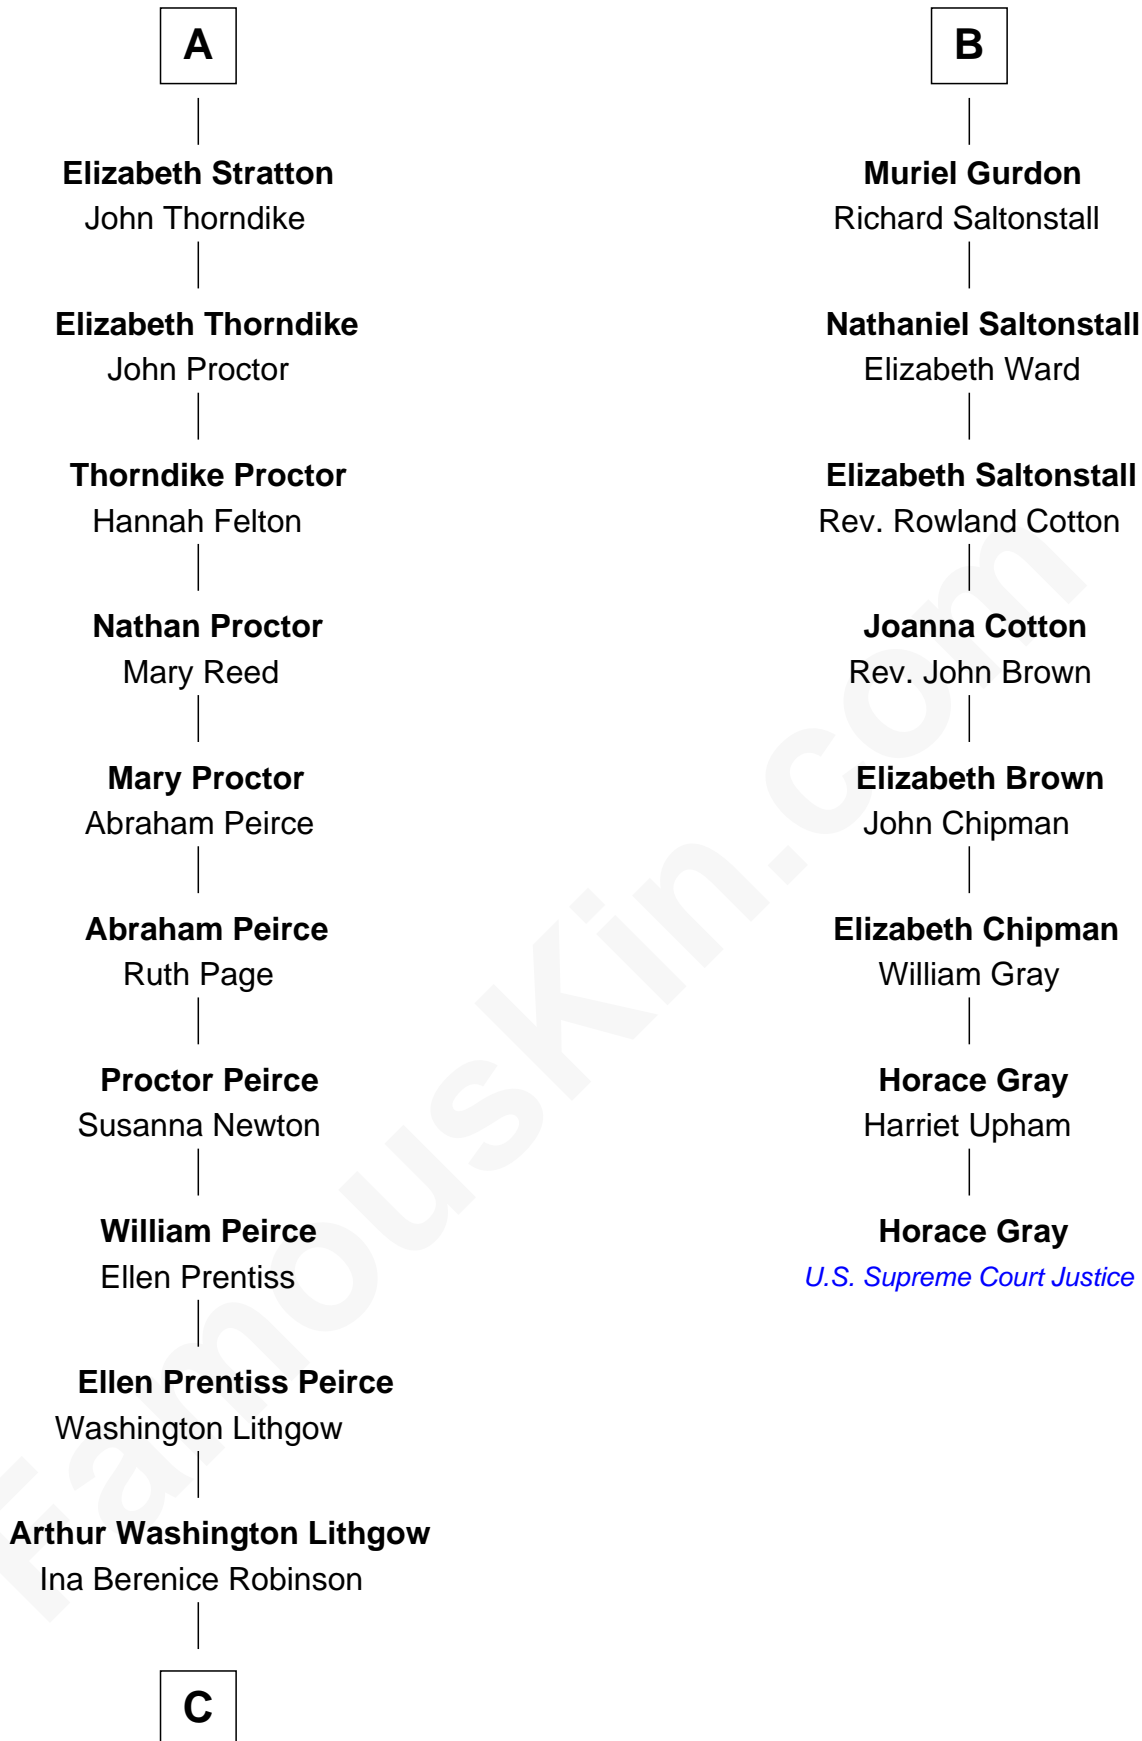 A
Elizabeth Stratton
John Thorndike
Elizabeth Thorndike
John Proctor
Thorndike Proctor
Hannah Felton
Nathan Proctor
Mary Reed
Mary Proctor
Abraham Peirce
Abraham Peirce
Ruth Page
Proctor Peirce
Susanna Newton
William Peirce
Ellen Prentiss
Ellen Prentiss Peirce
Washington Lithgow
Arthur Washington Lithgow
Ina Berenice Robinson
C
B
Muriel Gurdon
Richard Saltonstall
Nathaniel Saltonstall
Elizabeth Ward
Elizabeth Saltonstall
Rev. Rowland Cotton
Joanna Cotton
Rev. John Brown
Elizabeth Brown
John Chipman
Elizabeth Chipman
William Gray
Horace Gray
Harriet Upham
Horace Gray
U.S. Supreme Court Justice
FamousKin.com